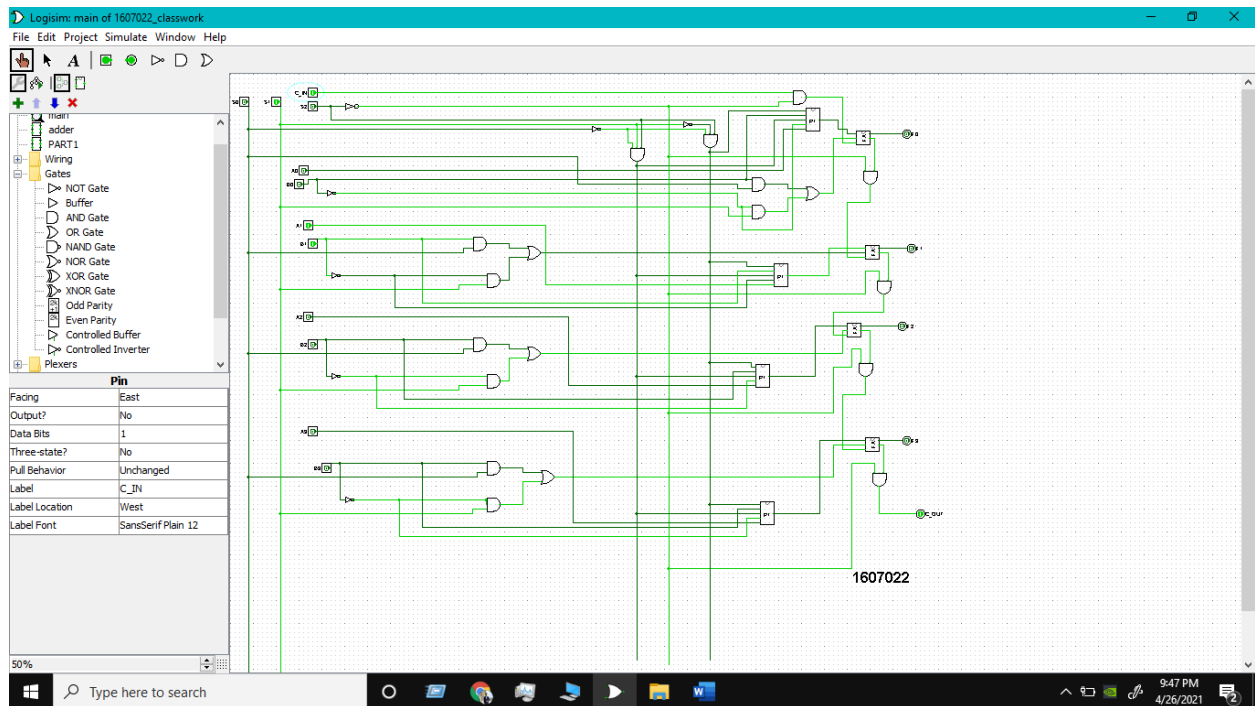 Logisim: main of 1607022_classwork
File Edit Project Simulate Window Help
A
main
adder
PART1
Wiring
Gates
NOT Gate
Buffer
AND Gate
OR Gate
NAND Gate
NOR Gate
XOR Gate
XNOR Gate
Odd Parity
Even Parity
Controlled Buffer
Controlled Inverter
Plexers
Pin
Facing East
Output? No
Data Bits 1
Three-state? No
Pull Behavior Unchanged
Label C_IN
Label Location West
Label Font SansSerif Plain 12
50%
C_IN
S0
S1
S2
A0
B0
A1
B1
A2
B2
A3
C_OUT
1607022
Type here to search
9:47 PM
4/26/2021
2